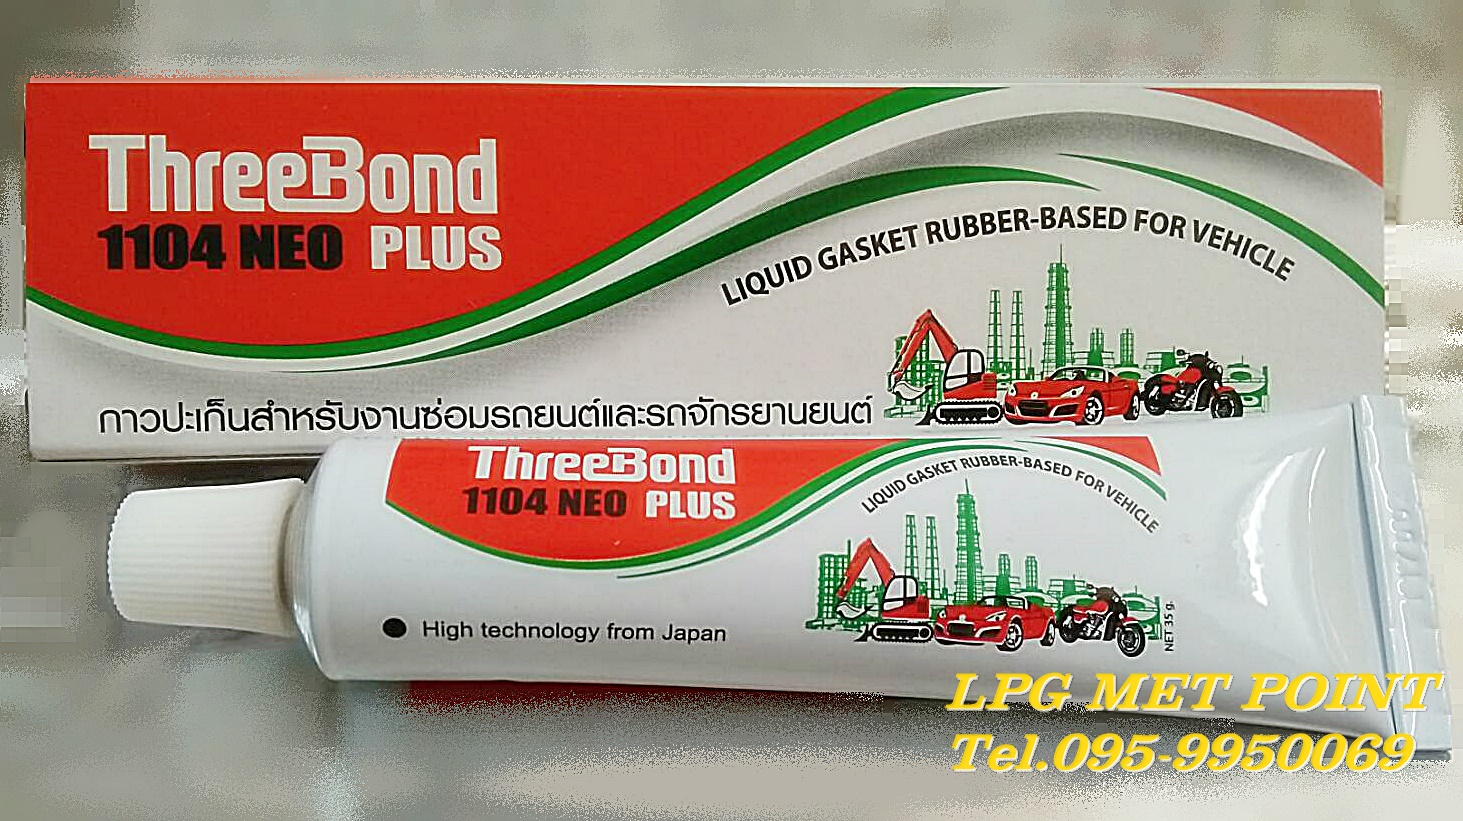 ThreeBond
1104 NEO PLUS
LIQUID GASKET RUBBER-BASED FOR VEHICLE
กาวปะเก็นสำหรับงานซ่อมรถยนต์และรถจักรยานยนต์
ThreeBond
1104 NEO PLUS
LIQUID GASKET RUBBER-BASED FOR VEHICLE
● High technology from Japan
NET 35 g.
LPG MET POINT
Tel.095-9950069